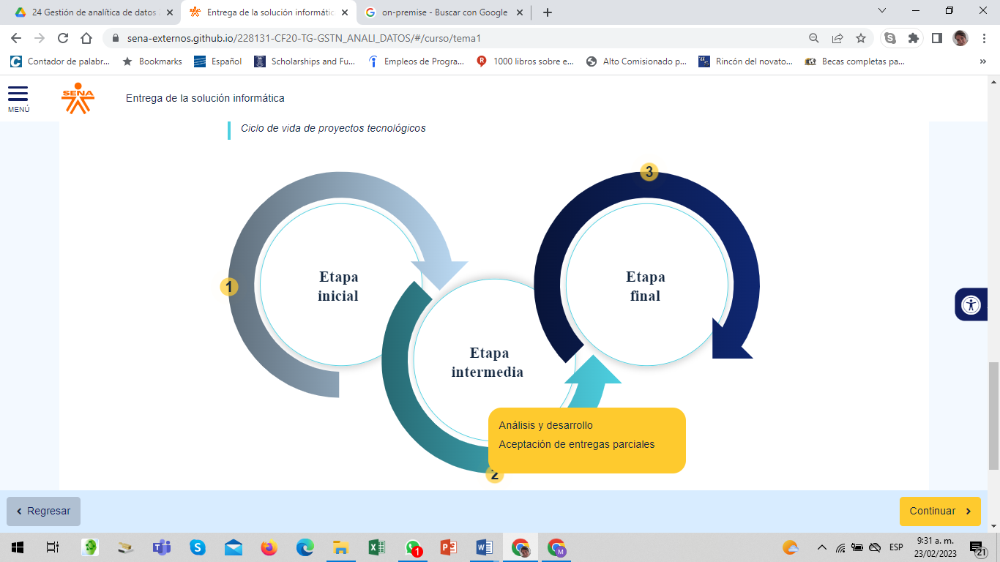 24 Gestión de analítica de datos
Entrega de la solución informátic
on-premise - Buscar con Google
sena-externos.github.io/228131-CF20-TG-GSTN_ANALI_DATOS/#/curso/tema1
Contador de palabr...
Bookmarks
Español
Scholarships and Fu...
Empleos de Progra...
1000 libros sobre e...
Alto Comisionado p...
Rincón del novato...
Becas completas pa...
»
MENÚ
SENA
Entrega de la solución informática
Ciclo de vida de proyectos tecnológicos
1
Etapa
inicial
Etapa
intermedia
3
Etapa
final
Análisis y desarrollo
Aceptación de entregas parciales
2
Regresar
Continuar
ESP
9:31 a. m.
23/02/2023
21